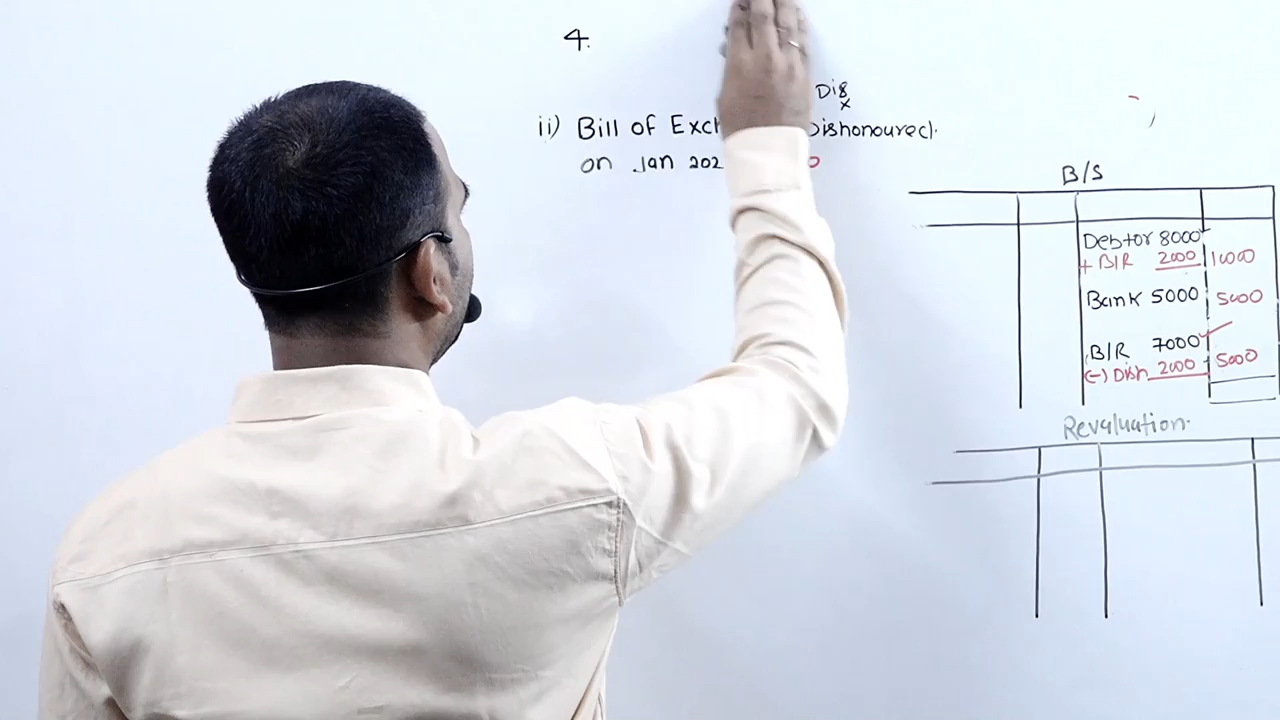 4.
Dis
x
ii) Bill of Exch Dishonoured.
on Jan 202 0
B/S
Debtor 8000
+ B/R 2000 10000
Bank 5000 5000
B/R 7000 ✓
(-) Dish 2000 5000
Revaluation.